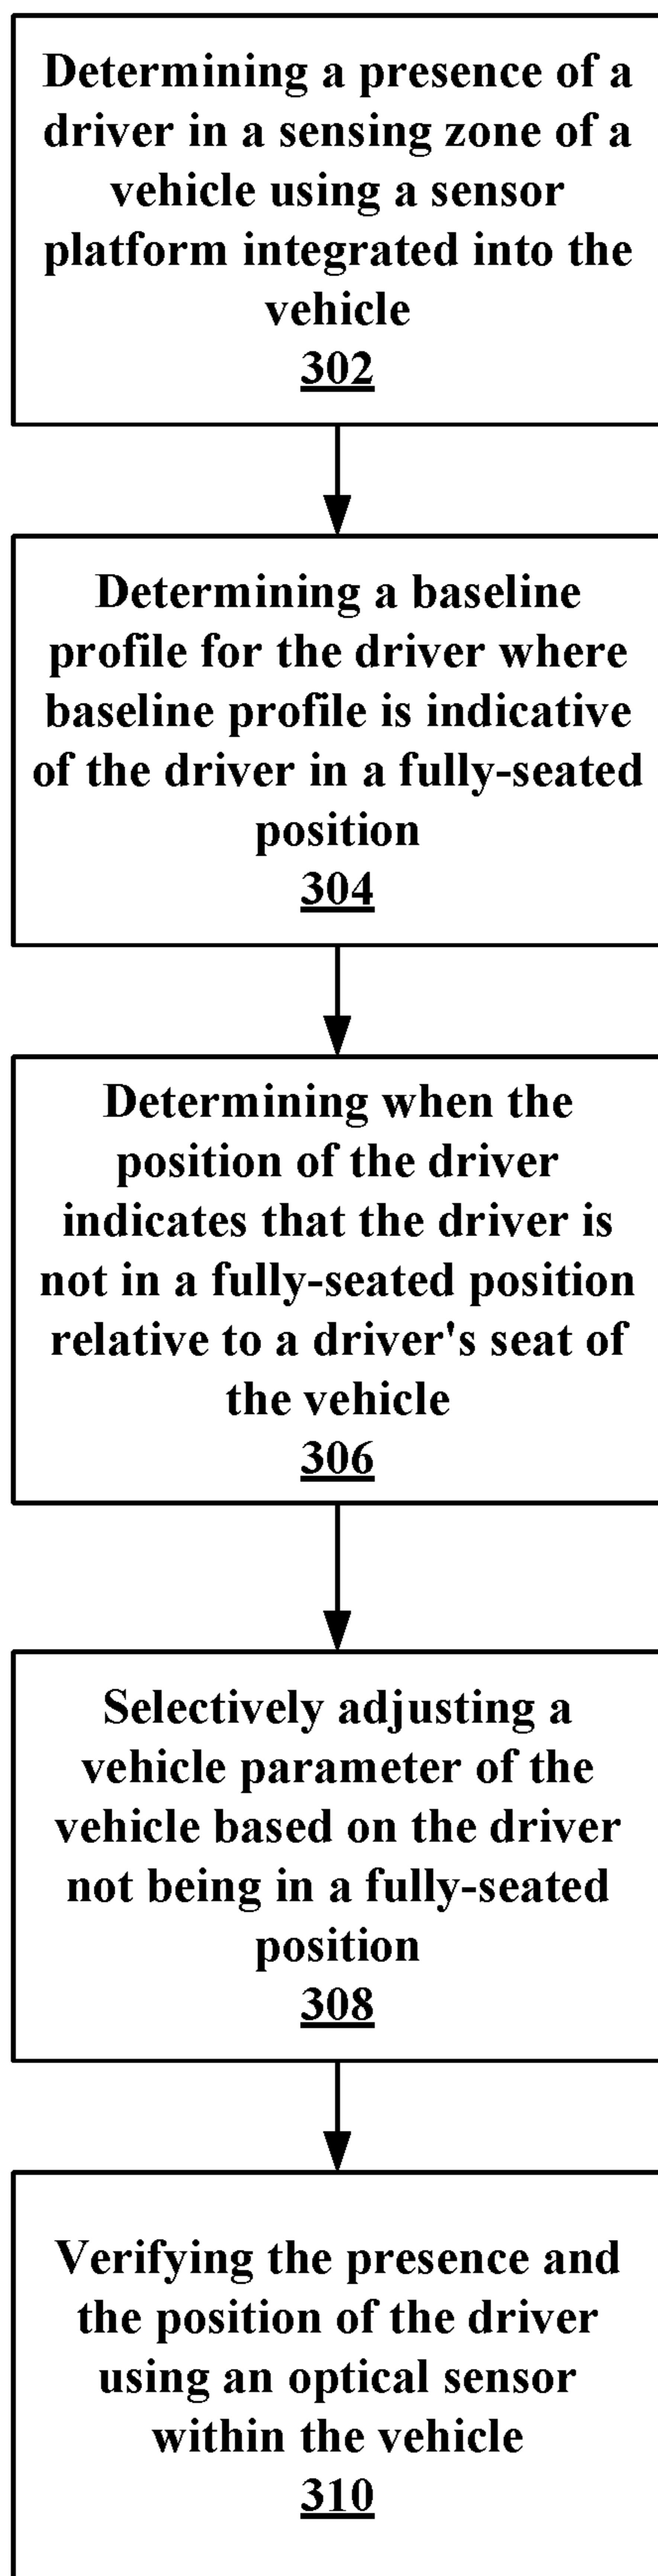 Determining a presence of a
driver in a sensing zone of a
vehicle using a sensor
platform integrated into the
vehicle
302
Determining a baseline
profile for the driver where
baseline profile is indicative
of the driver in a fully-seated
position
304
Determining when the
position of the driver
indicates that the driver is
not in a fully-seated position
relative to a driver's seat of
the vehicle
306
Selectively adjusting a
vehicle parameter of the
vehicle based on the driver
not being in a fully-seated
position
308
Verifying the presence and
the position of the driver
using an optical sensor
within the vehicle
310